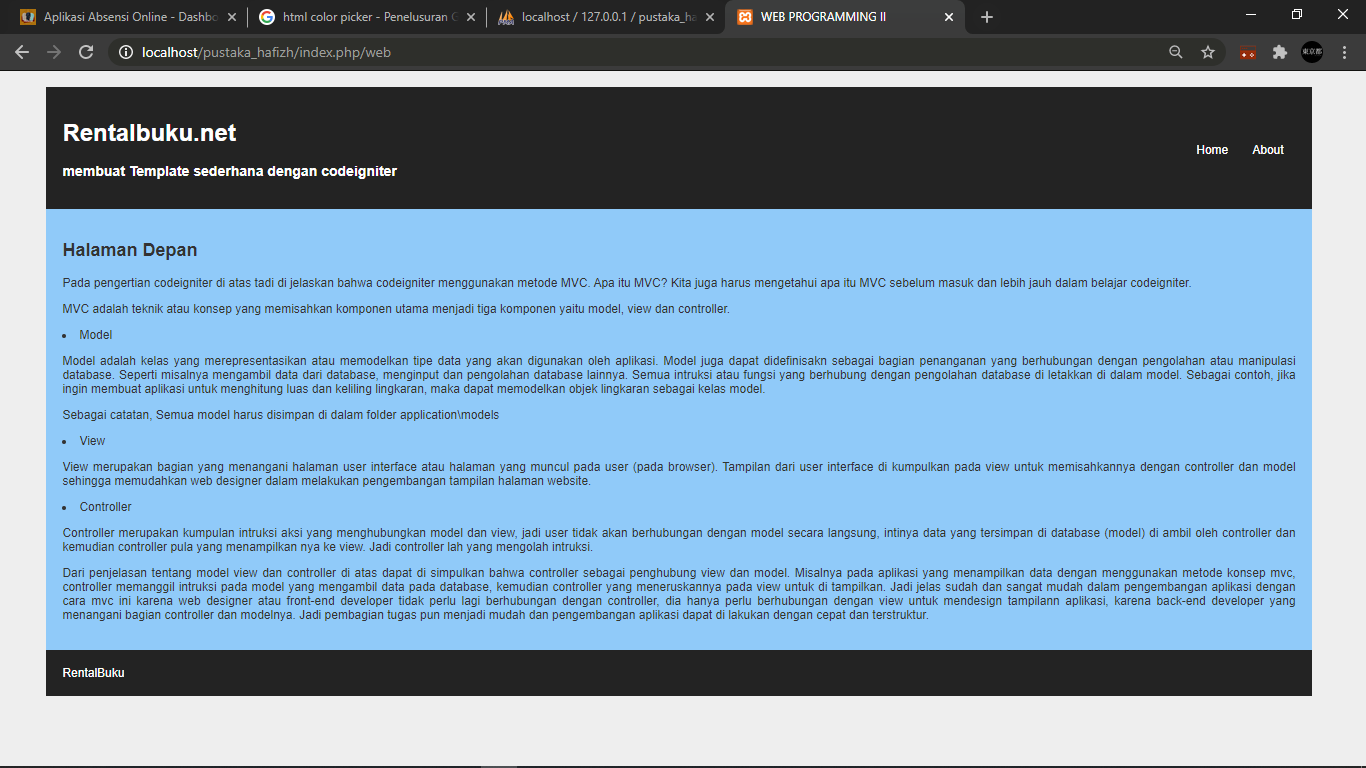 Aplikasi Absensi Online - Dashbo
html color picker - Penelusuran G
localhost / 127.0.0.1 / pustaka_ha
WEB PROGRAMMING II
localhost/pustaka_hafizh/index.php/web
東京都
Rentalbuku.net
membuat Template sederhana dengan codeigniter
Home About
Halaman Depan
Pada pengertian codeigniter di atas tadi di jelaskan bahwa codeigniter menggunakan metode MVC. Apa itu MVC? Kita juga harus mengetahui apa itu MVC sebelum masuk dan lebih jauh dalam belajar codeigniter.
MVC adalah teknik atau konsep yang memisahkan komponen utama menjadi tiga komponen yaitu model, view dan controller.
• Model
Model adalah kelas yang merepresentasikan atau memodelkan tipe data yang akan digunakan oleh aplikasi. Model juga dapat didefinisakn sebagai bagian penanganan yang berhubungan dengan pengolahan atau manipulasi
database. Seperti misalnya mengambil data dari database, menginput dan pengolahan database lainnya. Semua intruksi atau fungsi yang berhubung dengan pengolahan database di letakkan di dalam model. Sebagai contoh, jika
ingin membuat aplikasi untuk menghitung luas dan keliling lingkaran, maka dapat memodelkan objek lingkaran sebagai kelas model.
Sebagai catatan, Semua model harus disimpan di dalam folder application\models
• View
View merupakan bagian yang menangani halaman user interface atau halaman yang muncul pada user (pada browser). Tampilan dari user interface di kumpulkan pada view untuk memisahkannya dengan controller dan model
sehingga memudahkan web designer dalam melakukan pengembangan tampilan halaman website.
• Controller
Controller merupakan kumpulan intruksi aksi yang menghubungkan model dan view, jadi user tidak akan berhubungan dengan model secara langsung, intinya data yang tersimpan di database (model) di ambil oleh controller dan
kemudian controller pula yang menampilkan nya ke view. Jadi controller lah yang mengolah intruksi.
Dari penjelasan tentang model view dan controller di atas dapat di simpulkan bahwa controller sebagai penghubung view dan model. Misalnya pada aplikasi yang menampilkan data dengan menggunakan metode konsep mvc,
controller memanggil intruksi pada model yang mengambil data pada database, kemudian controller yang meneruskannya pada view untuk di tampilkan. Jadi jelas sudah dan sangat mudah dalam pengembangan aplikasi dengan
cara mvc ini karena web designer atau front-end developer tidak perlu lagi berhubungan dengan controller, dia hanya perlu berhubungan dengan view untuk mendesign tampilann aplikasi, karena back-end developer yang
menangani bagian controller dan modelnya. Jadi pembagian tugas pun menjadi mudah dan pengembangan aplikasi dapat di lakukan dengan cepat dan terstruktur.
RentalBuku